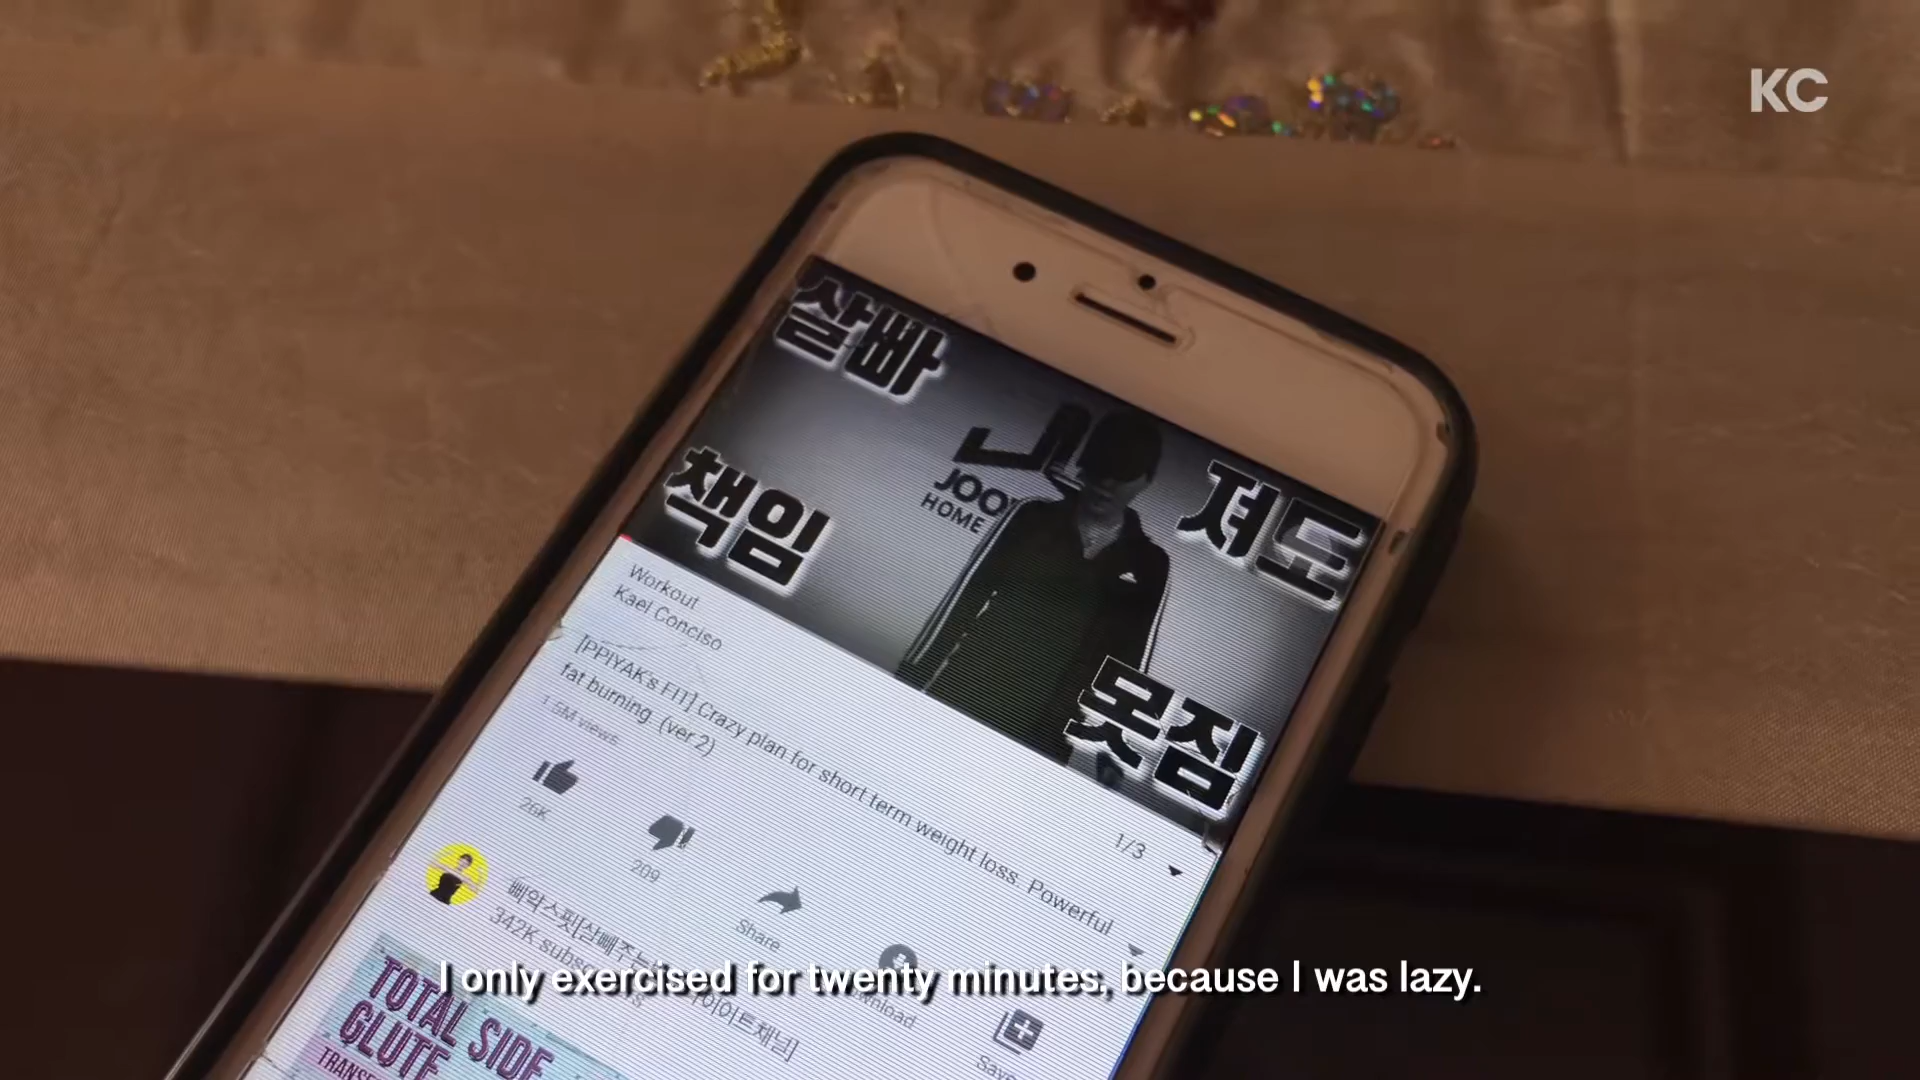 KC
살빠
책임
JOO
HOME
져도
못짐
Workout
Kael Conciso
1/3
[PPIYAK's FIT] Crazy plan for short term weight loss. Powerful
fat burning (ver 2)
1.5M views
26K
209
Share
Download
Save
342K subscribers
TOTAL SIDE
GLUTE
I only exercised for twenty minutes, because I was lazy.